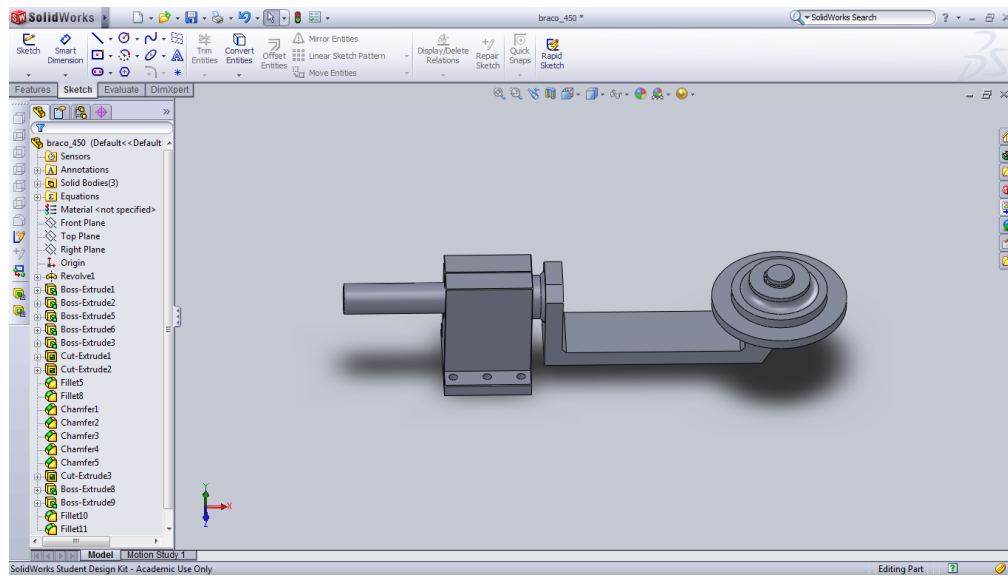 SolidWorks
braco_450 *
SolidWorks Search
Sketch
Smart Dimension
Trim Entities
Convert Entities
Offset Entities
Mirror Entities
Linear Sketch Pattern
Move Entities
Display/Delete Relations
Repair Sketch
Quick Snaps
Rapid Sketch
Features
Sketch
Evaluate
DimXpert
braco_450 (Default<<Default
Sensors
Annotations
Solid Bodies(3)
Equations
Material <not specified>
Front Plane
Top Plane
Right Plane
Origin
Revolve1
Boss-Extrude1
Boss-Extrude2
Boss-Extrude5
Boss-Extrude6
Boss-Extrude3
Cut-Extrude1
Cut-Extrude2
Fillet5
Fillet8
Chamfer1
Chamfer2
Chamfer3
Chamfer4
Chamfer5
Cut-Extrude3
Boss-Extrude8
Boss-Extrude9
Fillet10
Fillet11
Y
X
Z
Model
Motion Study 1
SolidWorks Student Design Kit - Academic Use Only
Editing Part